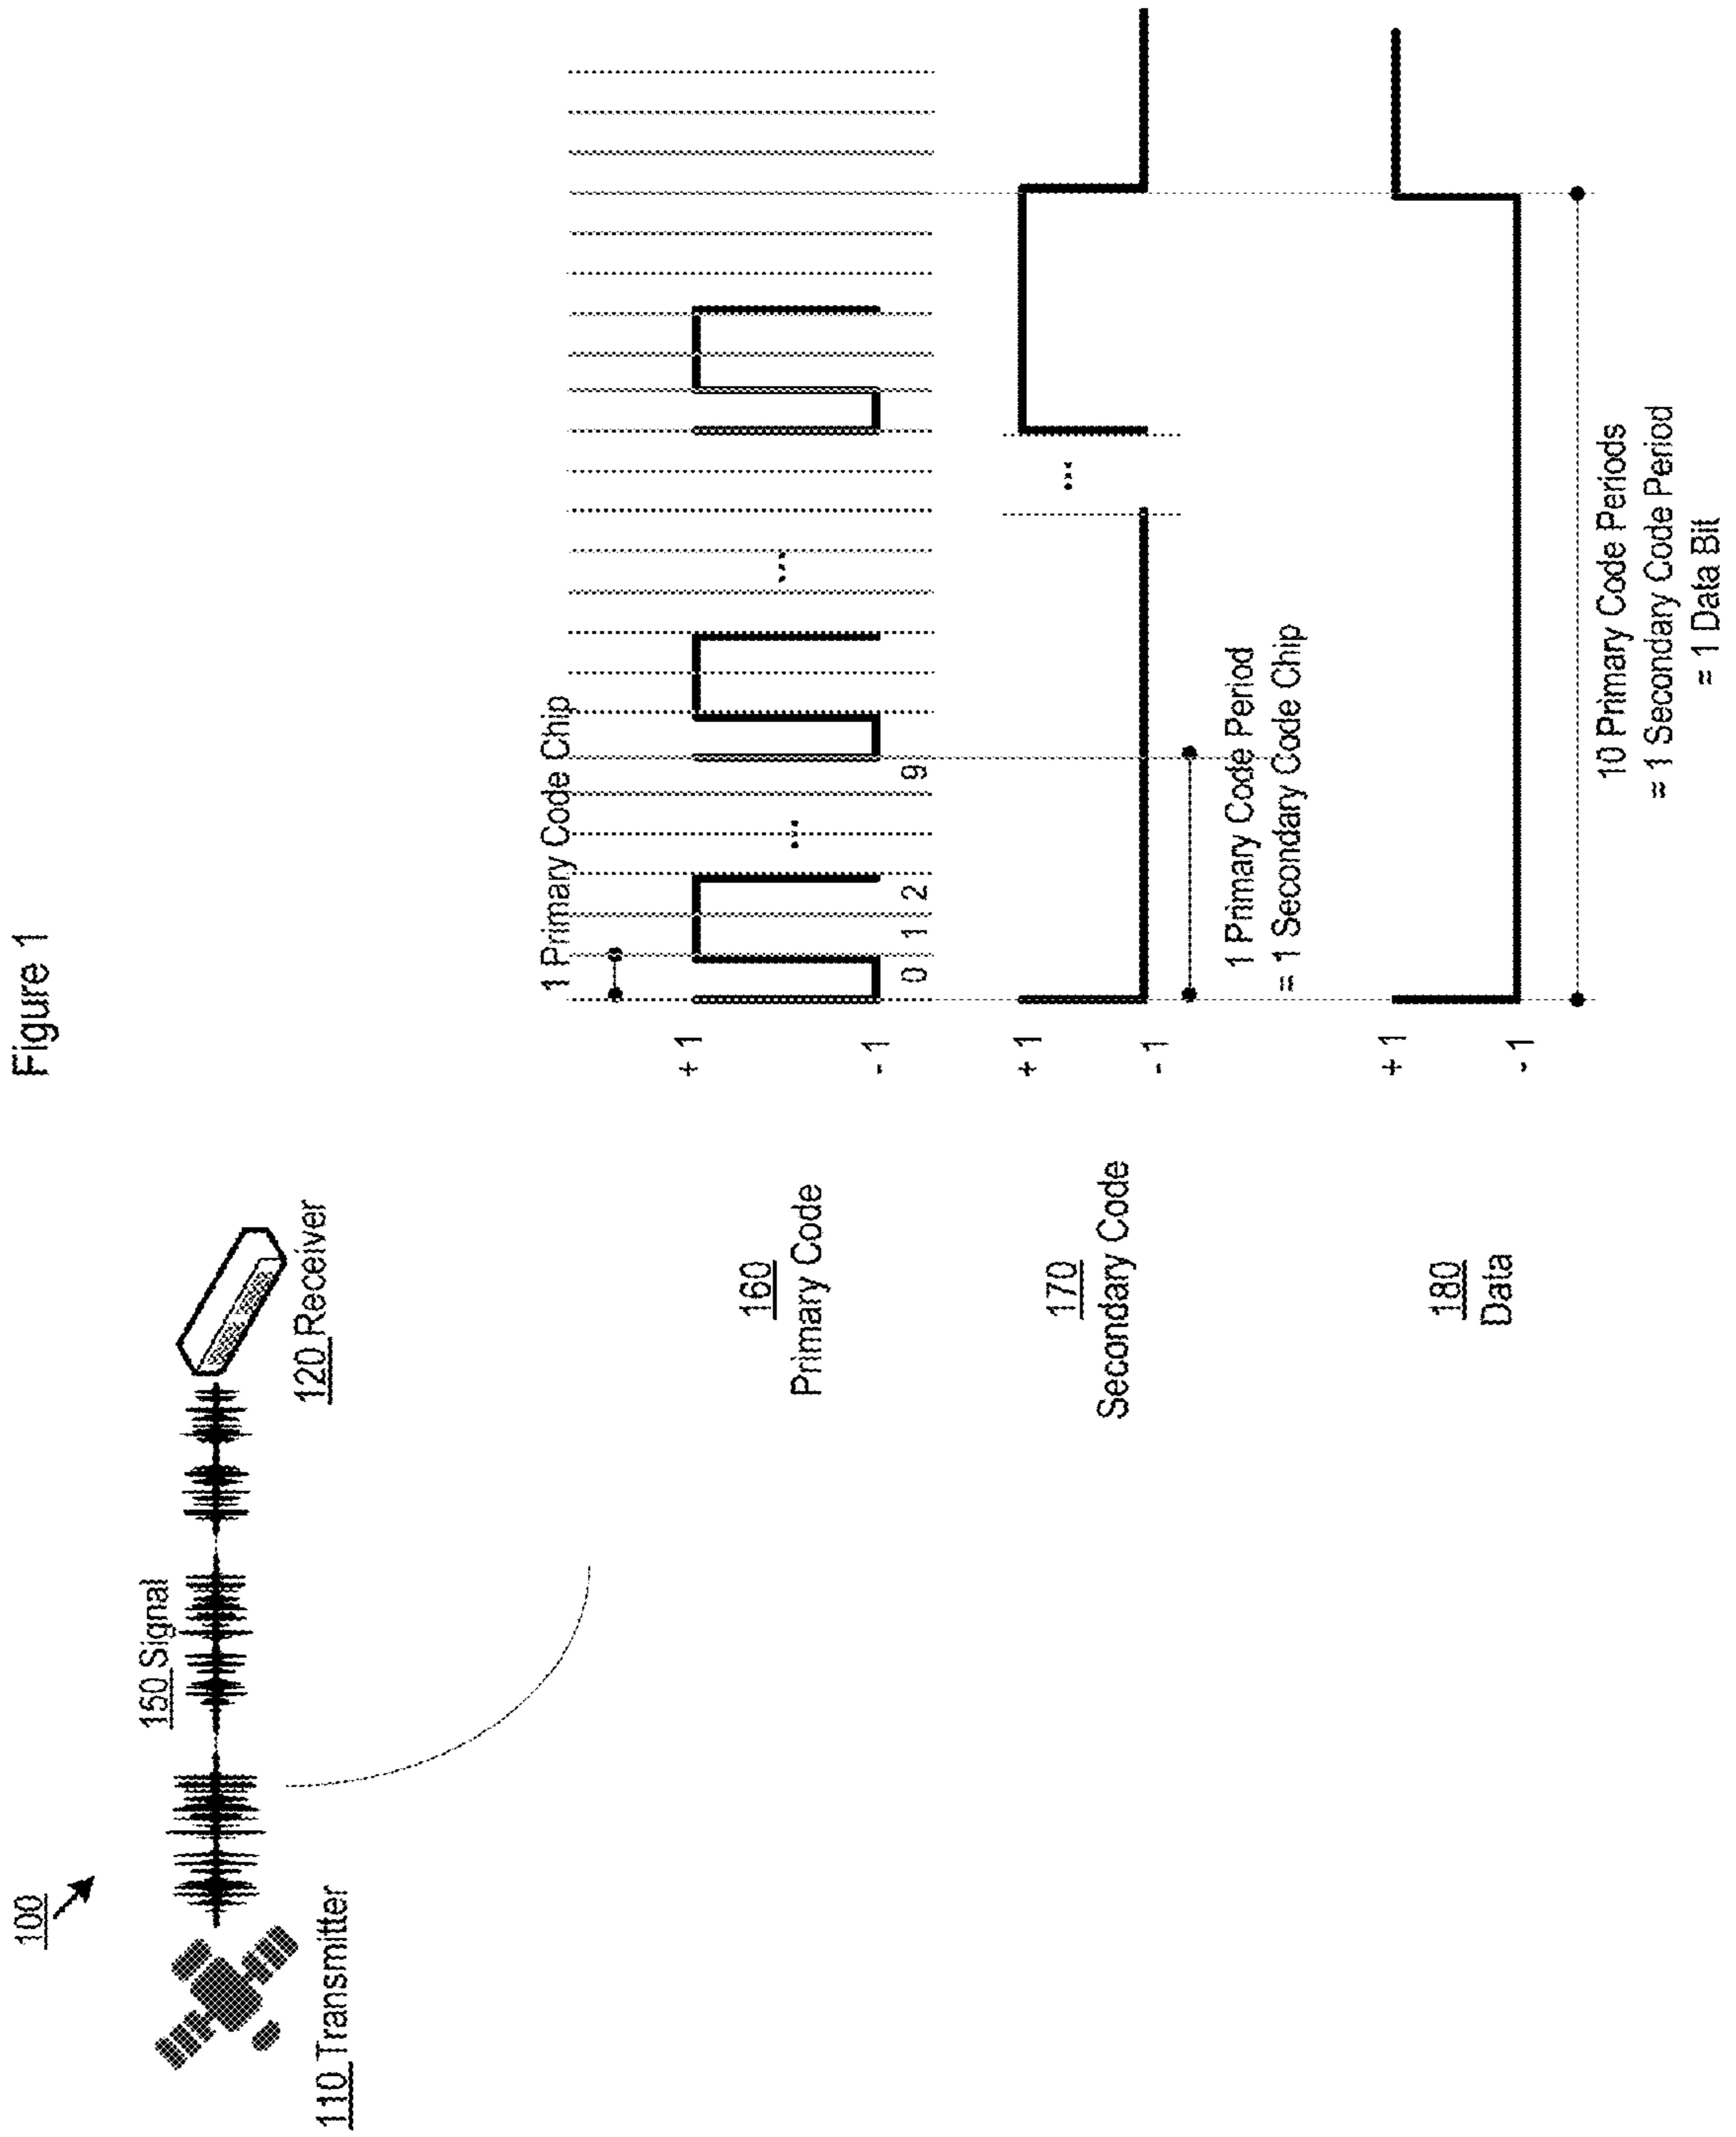 Figure 1
100
150 Signal
110 Transmitter
120 Receiver
160
Primary Code
+ 1
- 1
1 Primary Code Chip
0 1 2 ... 9 ...
170
Secondary Code
+ 1
- 1
...
1 Primary Code Period
= 1 Secondary Code Chip
180
Data
+ 1
- 1
10 Primary Code Periods
= 1 Secondary Code Period
= 1 Data Bit